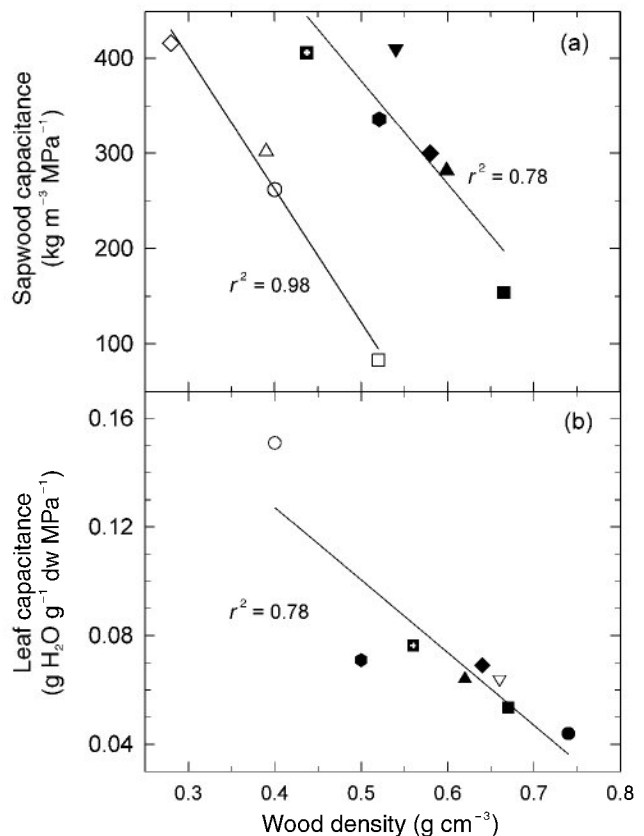 (a)
400
300
200
100
Sapwood capacitance
(kg m⁻³ MPa⁻¹)
r² = 0.78
r² = 0.98
(b)
0.16
0.12
0.08
0.04
Leaf capacitance
(g H₂O g⁻¹ dw MPa⁻¹)
r² = 0.78
0.3 0.4 0.5 0.6 0.7 0.8
Wood density (g cm⁻³)